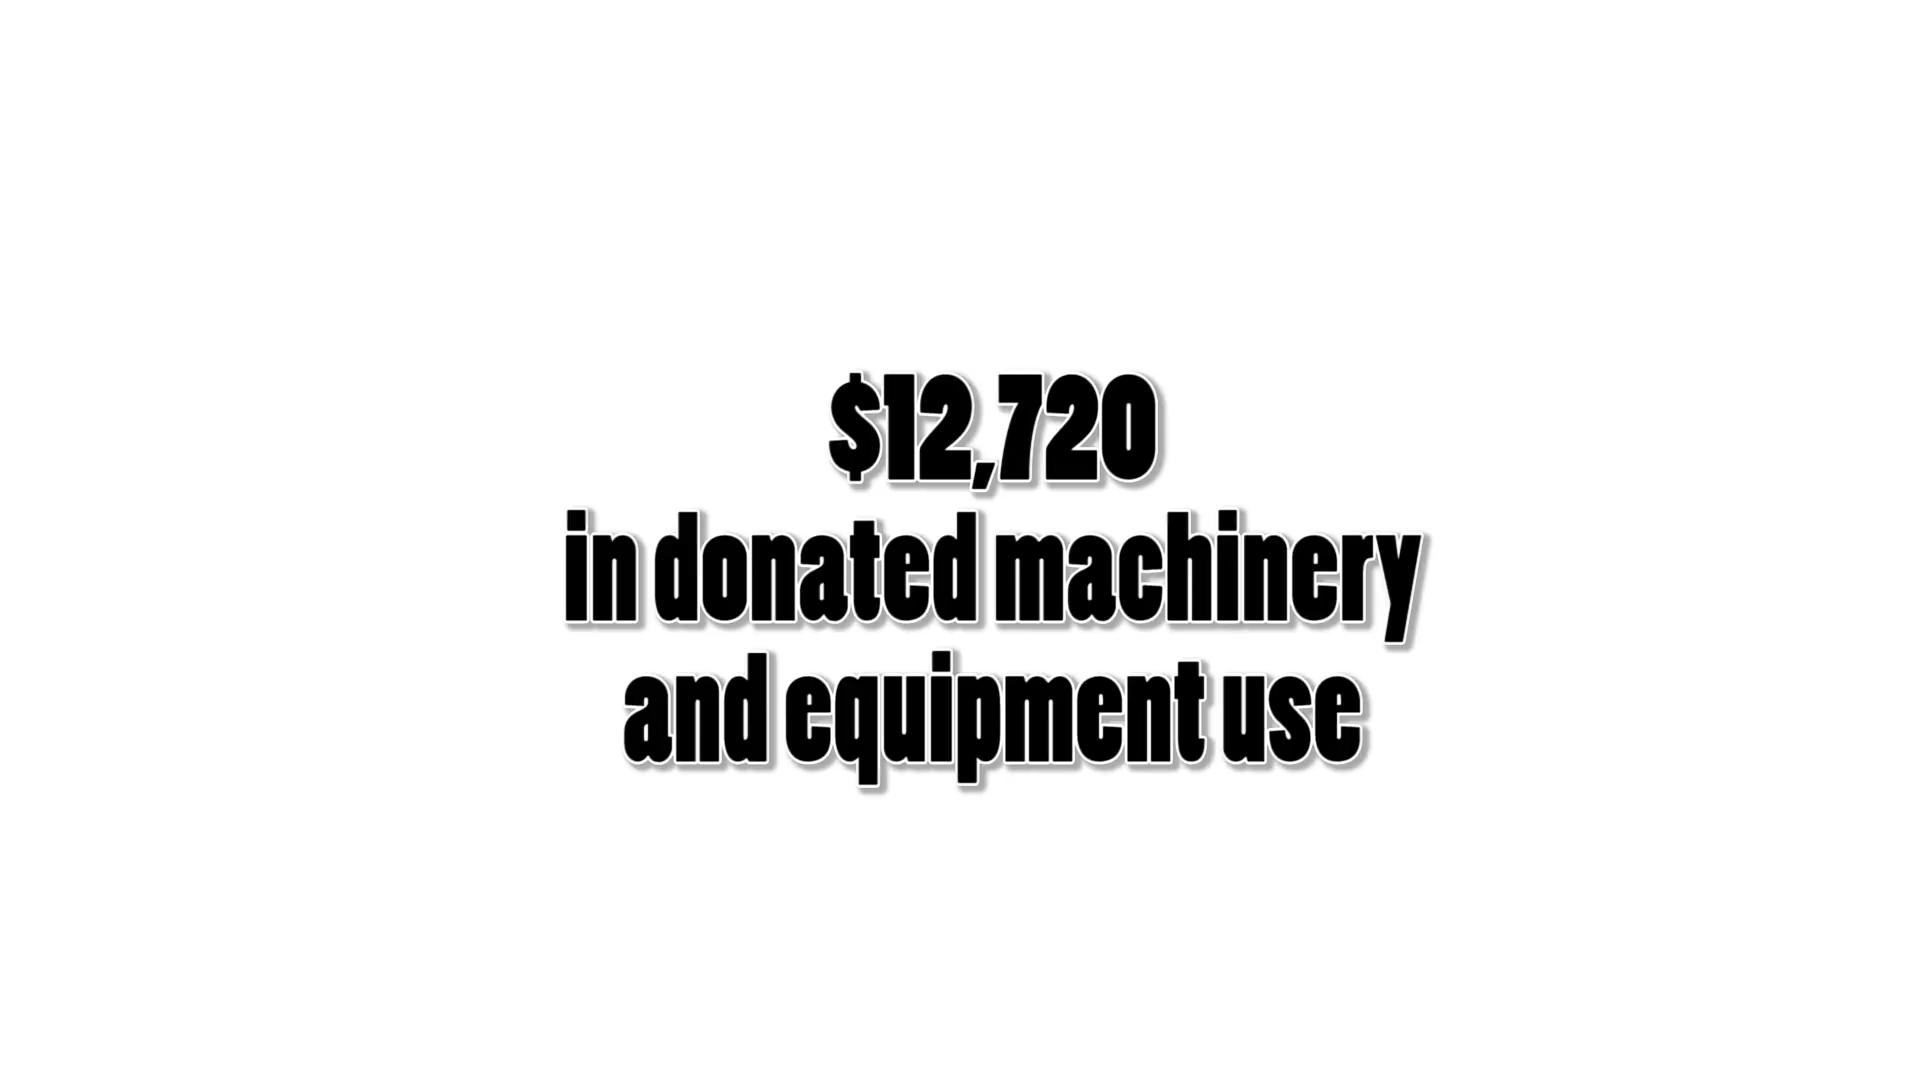 $12,720
in donated machinery
and equipment use